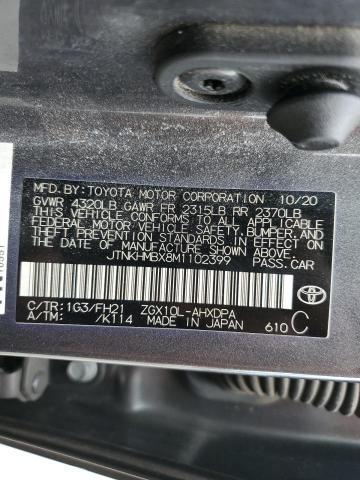 MFD. BY: TOYOTA MOTOR CORPORATION 10/20
GVWR 4320LB GAWR FR 2315LB RR 2370LB
THIS VEHICLE CONFORMS TO ALL APPLICABLE
FEDERAL MOTOR VEHICLE SAFETY, BUMPER, AND
THEFT PREVENTION STANDARDS IN EFFECT ON
THE DATE OF MANUFACTURE SHOWN ABOVE.
JTNKHMBX8M1102399 PASS.CAR
C/TR: 1G3/FH21 ZGX10L-AHXDPA
A/TM: /K114 MADE IN JAPAN 610 C